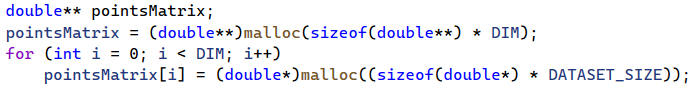 double** pointsMatrix;
pointsMatrix = (double**)malloc(sizeof(double**) * DIM);
for (int i = 0; i < DIM; i++)
    pointsMatrix[i] = (double*)malloc((sizeof(double*) * DATASET_SIZE));